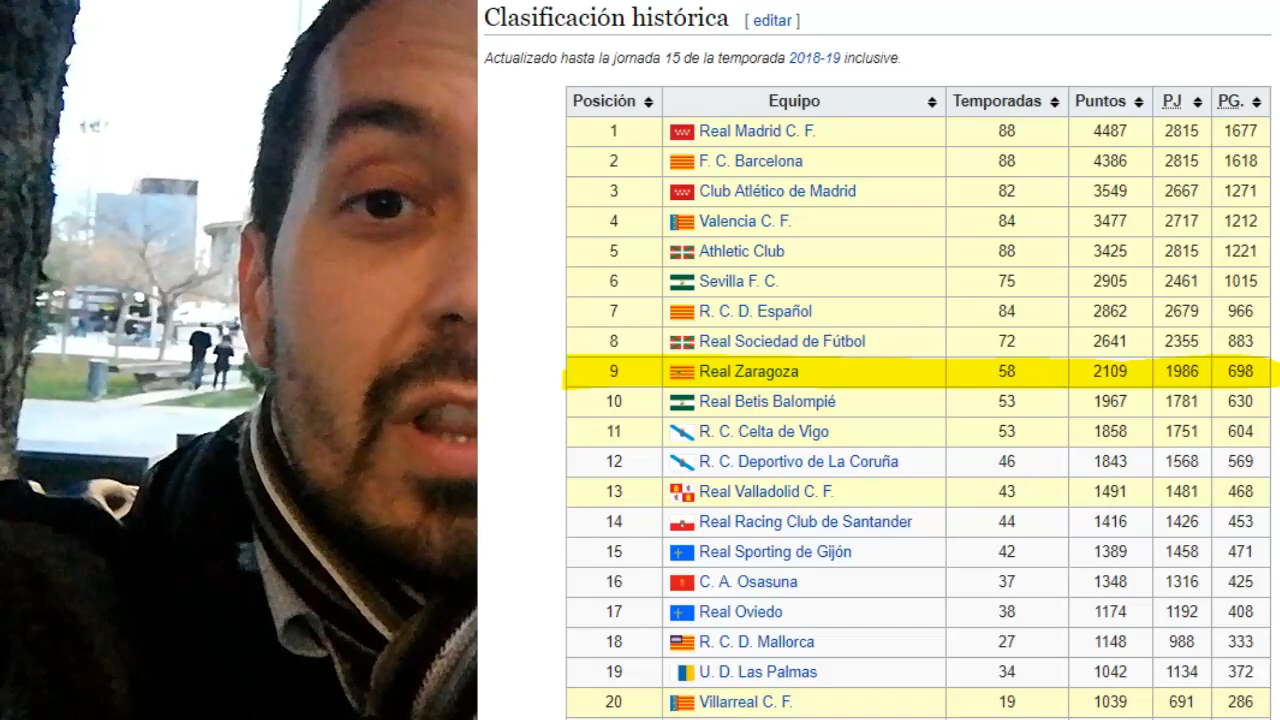 Clasificación histórica [ editar ]
Actualizado hasta la jornada 15 de la temporada 2018-19 inclusive.
Posición Equipo Temporadas Puntos PJ PG.
1 Real Madrid C. F. 88 4487 2815 1677
2 F. C. Barcelona 88 4386 2815 1618
3 Club Atlético de Madrid 82 3549 2667 1271
4 Valencia C. F. 84 3477 2717 1212
5 Athletic Club 88 3425 2815 1221
6 Sevilla F. C. 75 2905 2461 1015
7 R. C. D. Español 84 2862 2679 966
8 Real Sociedad de Fútbol 72 2641 2355 883
9 Real Zaragoza 58 2109 1986 698
10 Real Betis Balompié 53 1967 1781 630
11 R. C. Celta de Vigo 53 1858 1751 604
12 R. C. Deportivo de La Coruña 46 1843 1568 569
13 Real Valladolid C. F. 43 1491 1481 468
14 Real Racing Club de Santander 44 1416 1426 453
15 Real Sporting de Gijón 42 1389 1458 471
16 C. A. Osasuna 37 1348 1316 425
17 Real Oviedo 38 1174 1192 408
18 R. C. D. Mallorca 27 1148 988 333
19 U. D. Las Palmas 34 1042 1134 372
20 Villarreal C. F. 19 1039 691 286